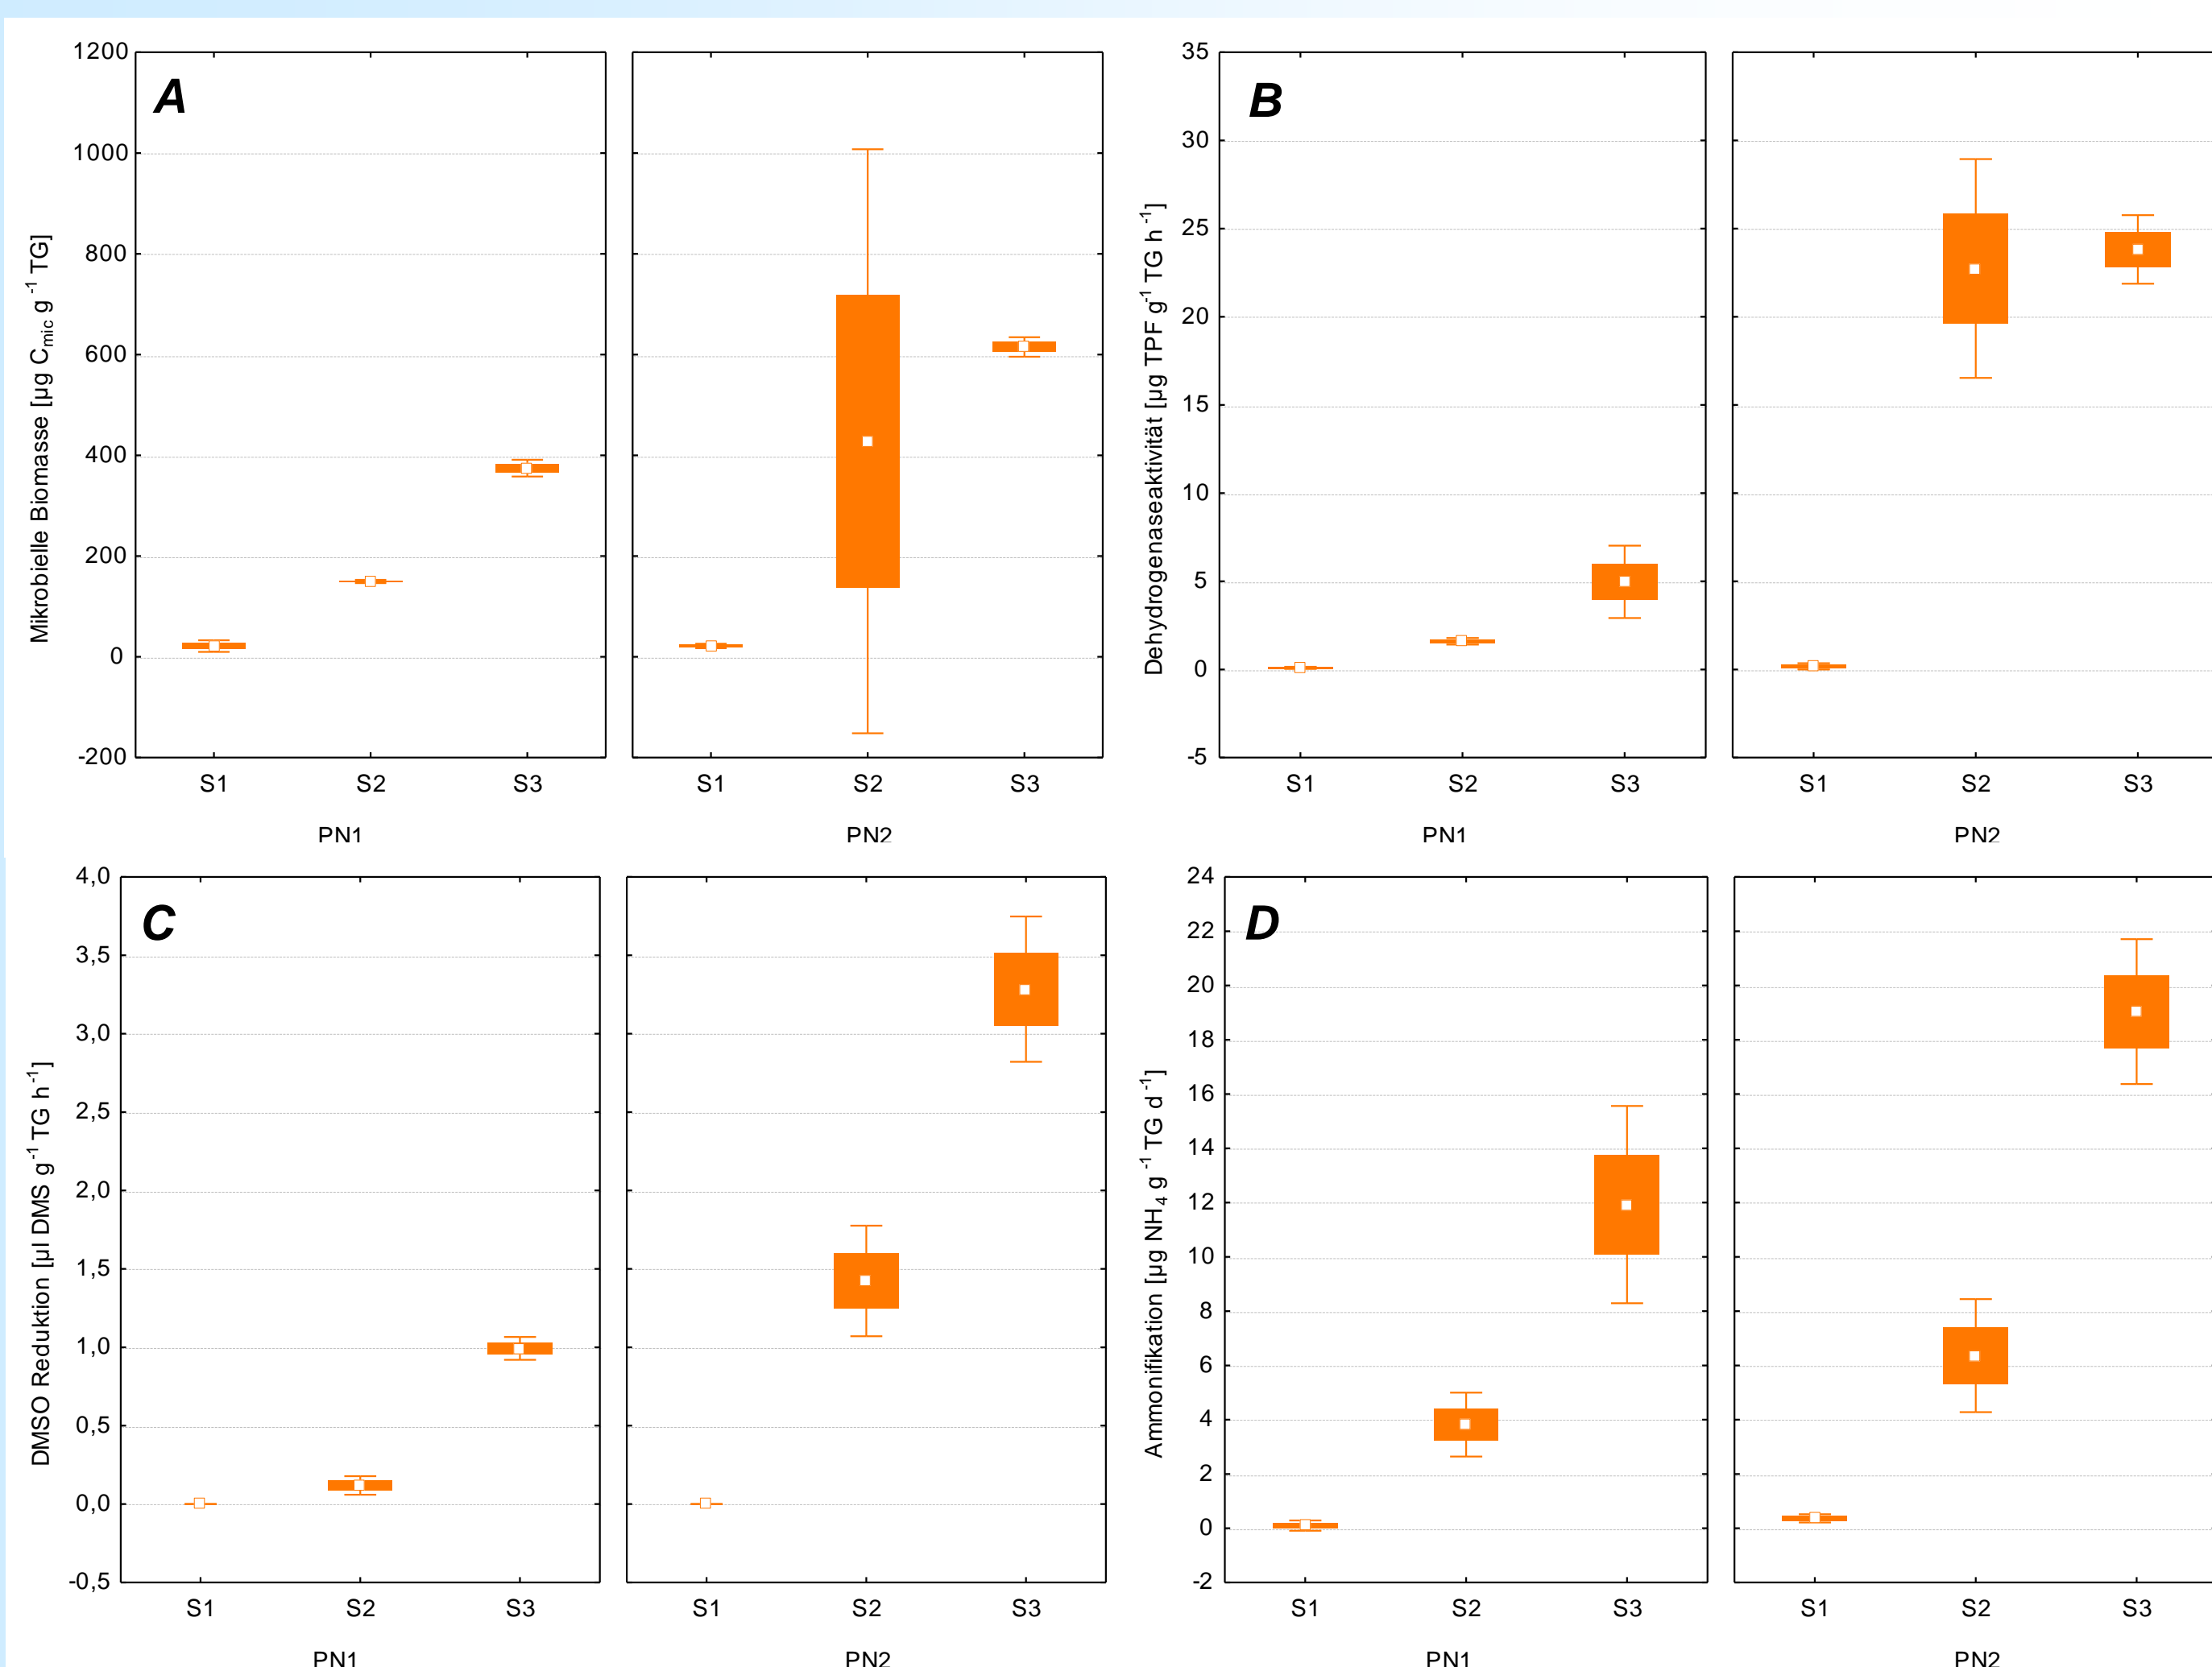 A
Mikrobielle Biomasse [µg Cmic g-1 TG]
1200
1000
800
600
400
200
0
-200
S1 S2 S3 S1 S2 S3
PN1 PN2
B
Dehydrogenaseaktivität [µg TPF g-1 TG h-1]
35
30
25
20
15
10
5
0
-5
S1 S2 S3 S1 S2 S3
PN1 PN2
C
DMSO Reduktion [µl DMS g-1 TG h-1]
4,0
3,5
3,0
2,5
2,0
1,5
1,0
0,5
0,0
-0,5
S1 S2 S3 S1 S2 S3
PN1 PN2
D
Ammonifikation [µg NH4 g-1 TG d-1]
24
22
20
18
16
14
12
10
8
6
4
2
0
-2
S1 S2 S3 S1 S2 S3
PN1 PN2